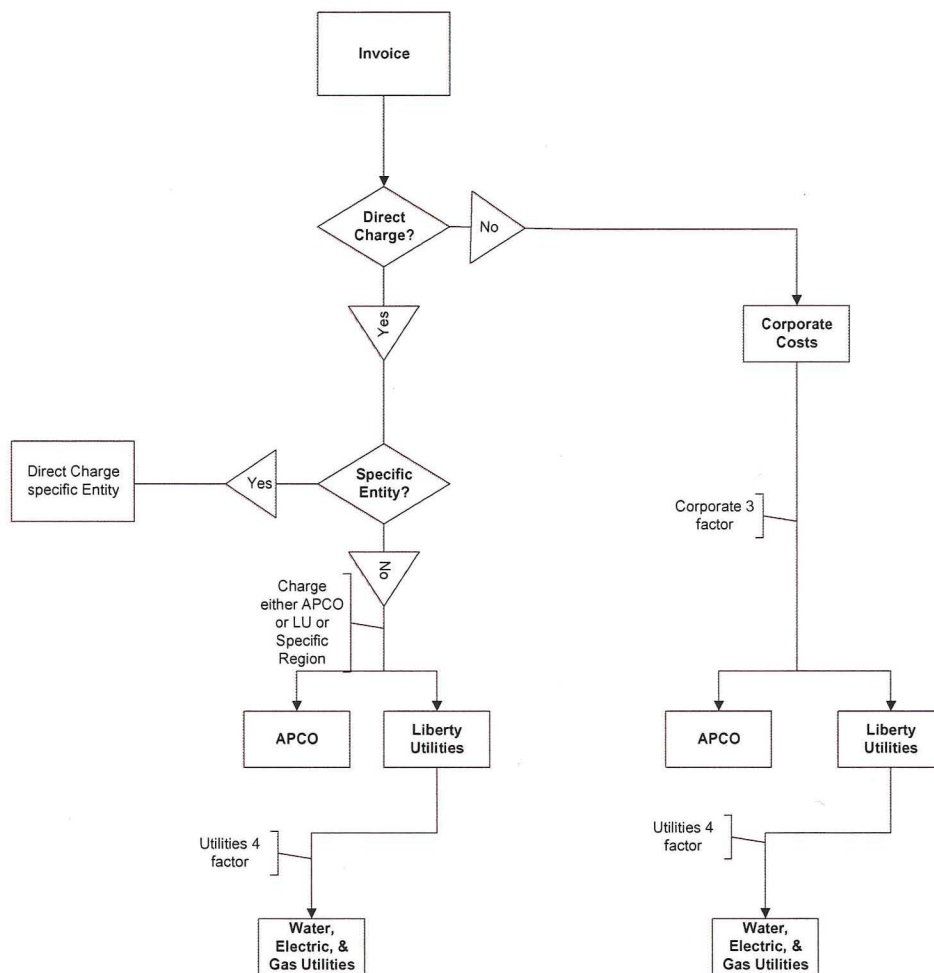 Invoice
Direct
Charge?
No
Yes
Corporate
Costs
Direct Charge
specific Entity
Yes
Specific
Entity?
Corporate 3
factor
No
Charge
either APCO
or LU or
Specific
Region
APCO
Liberty
Utilities
APCO
Liberty
Utilities
Utilities 4
factor
Utilities 4
factor
Water,
Electric, &
Gas Utilities
Water,
Electric, &
Gas Utilities